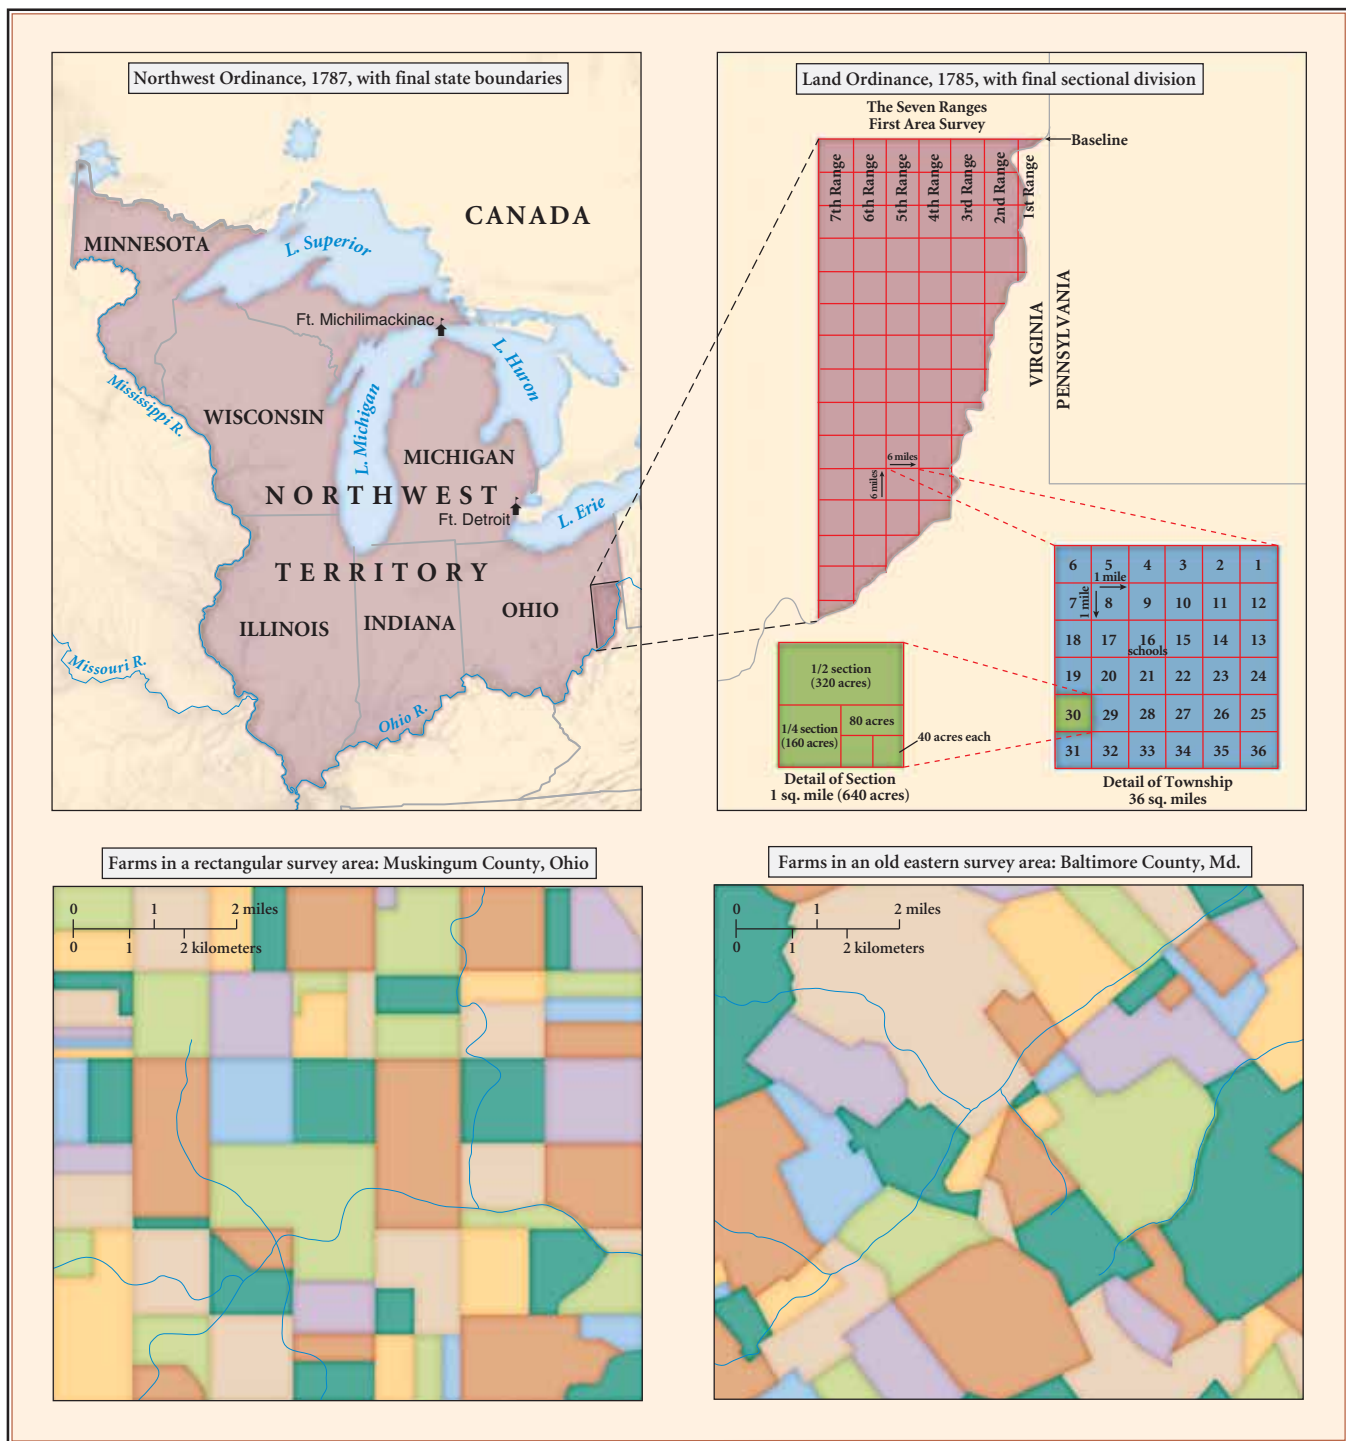 Northwest Ordinance, 1787, with final state boundaries
CANADA
MINNESOTA
L. Superior
Ft. Michilimackinac
L. Huron
Mississippi R.
WISCONSIN
L. Michigan
MICHIGAN
NORTHWEST
Ft. Detroit
L. Erie
TERRITORY
OHIO
INDIANA
ILLINOIS
Missouri R.
Ohio R.
Land Ordinance, 1785, with final sectional division
The Seven Ranges
First Area Survey
Baseline
7th Range
6th Range
5th Range
4th Range
3rd Range
2nd Range
1st Range
VIRGINIA
PENNSYLVANIA
6 miles
6 miles
6 5 4 3 2 1
1 mile
1 mile
7 8 9 10 11 12
18 17 16 15 14 13
schools
19 20 21 22 23 24
30 29 28 27 26 25
31 32 33 34 35 36
Detail of Township
36 sq. miles
1/2 section
(320 acres)
1/4 section
(160 acres)
80 acres
40 acres each
Detail of Section
1 sq. mile (640 acres)
Farms in a rectangular survey area: Muskingum County, Ohio
0 1 2 miles
0 1 2 kilometers
Farms in an old eastern survey area: Baltimore County, Md.
0 1 2 miles
0 1 2 kilometers